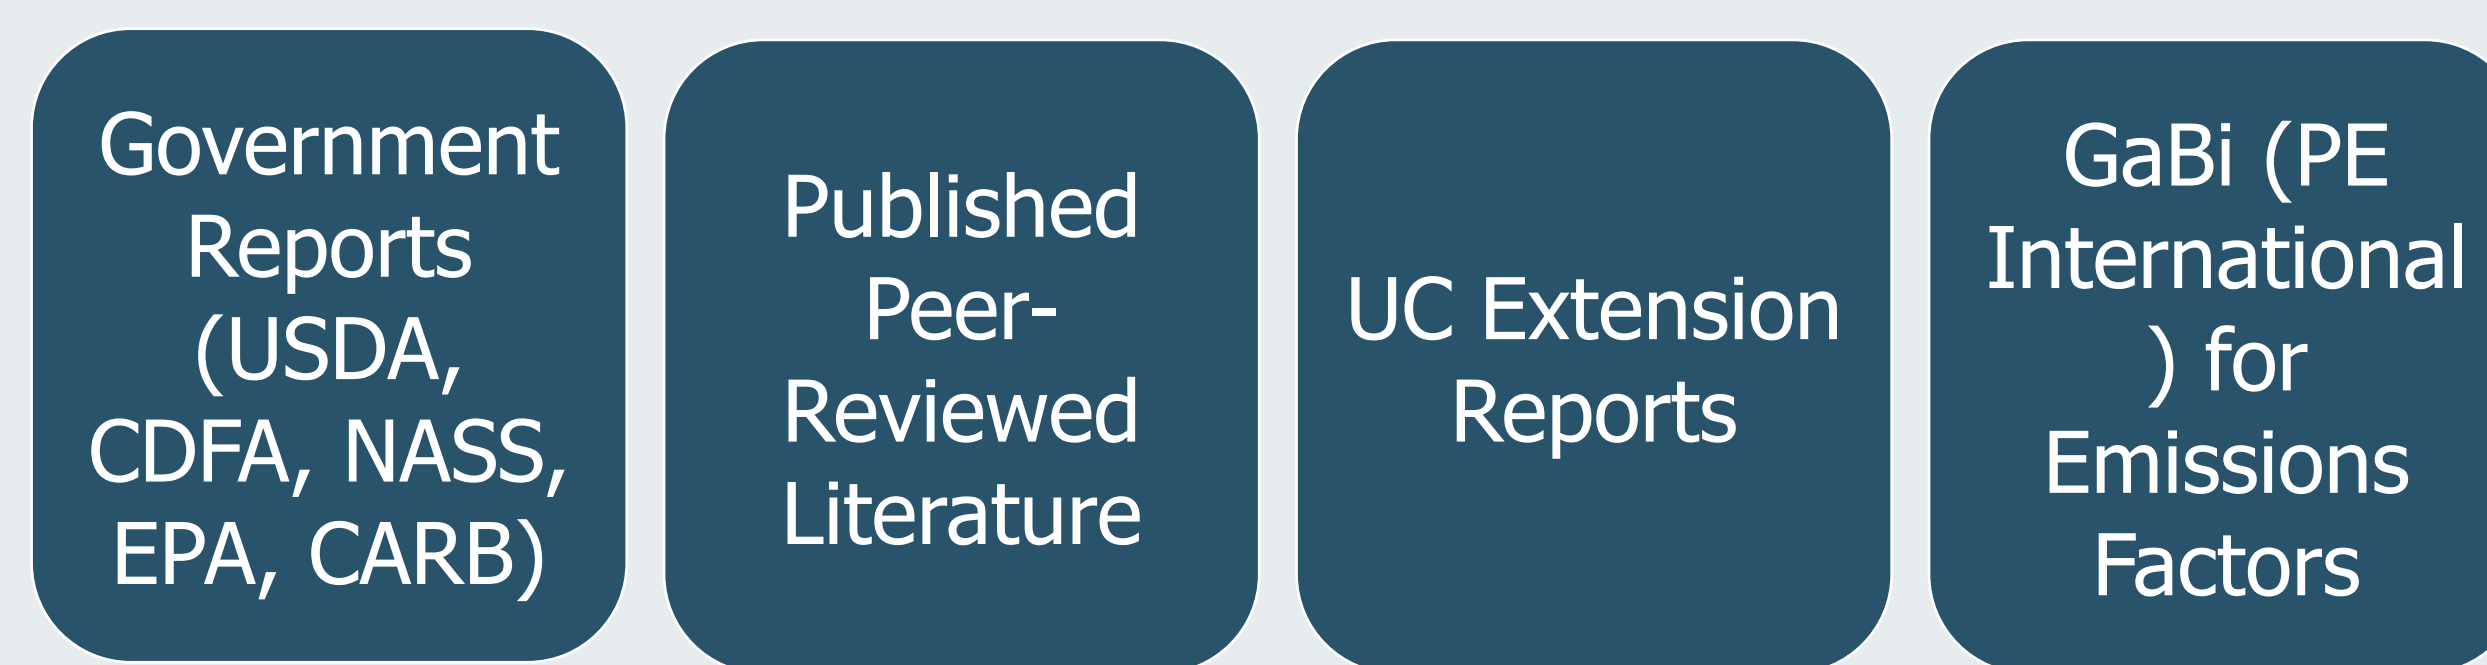 Government
Reports
(USDA,
CDFA, NASS,
EPA, CARB)
Published
Peer-
Reviewed
Literature
UC Extension
Reports
GaBi (PE
International
) for
Emissions
Factors